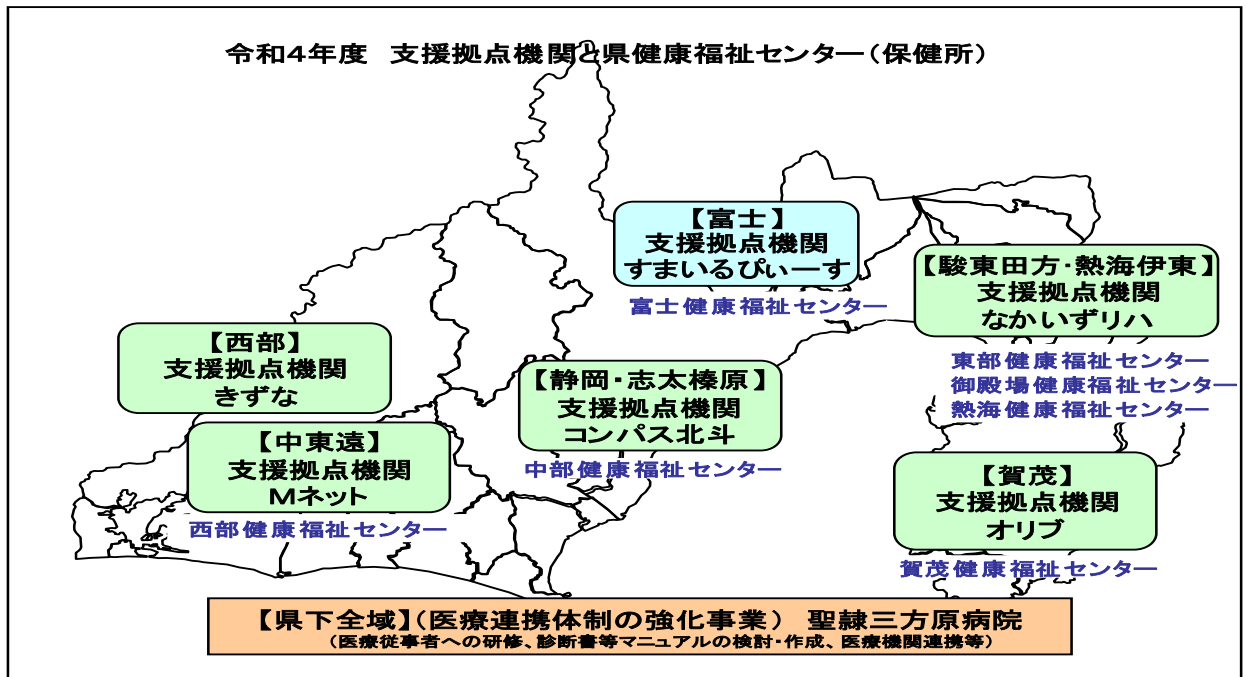 令和4年度　支援拠点機関と県健康福祉センター(保健所)
【富士】
支援拠点機関
すまいるぴぃーす
富士健康福祉センター
【駿東田方・熱海伊東】
支援拠点機関
なかいずリハ
東部健康福祉センター
御殿場健康福祉センター
熱海健康福祉センター
【西部】
支援拠点機関
きずな
【静岡・志太榛原】
支援拠点機関
コンパス北斗
中部健康福祉センター
【中東遠】
支援拠点機関
Mネット
西部健康福祉センター
【賀茂】
支援拠点機関
オリブ
賀茂健康福祉センター
【県下全域】(医療連携体制の強化事業)　聖隷三方原病院
(医療従事者への研修、診断書等マニュアルの検討・作成、医療機関連携等)